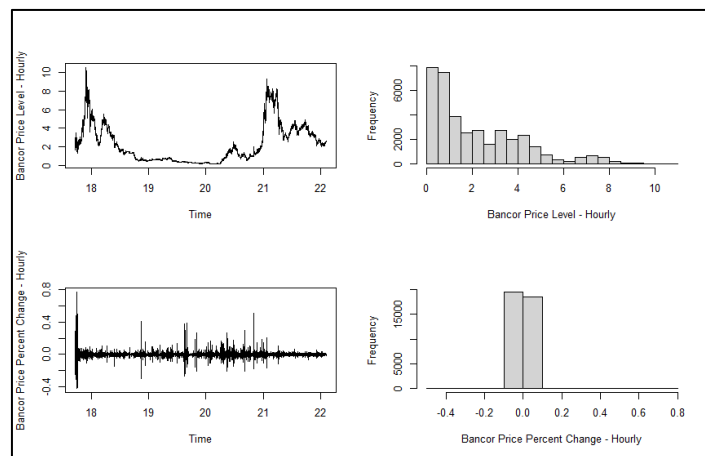 Bancor Price Level - Hourly
10
8
6
4
2
0
18 19 20 21 22
Time
Frequency
6000
2000
0
0 2 4 6 8 10
Bancor Price Level - Hourly
Bancor Price Percent Change - Hourly
0.8
0.4
0.0
-0.4
18 19 20 21 22
Time
Frequency
15000
5000
0
-0.4 -0.2 0.0 0.2 0.4 0.6 0.8
Bancor Price Percent Change - Hourly